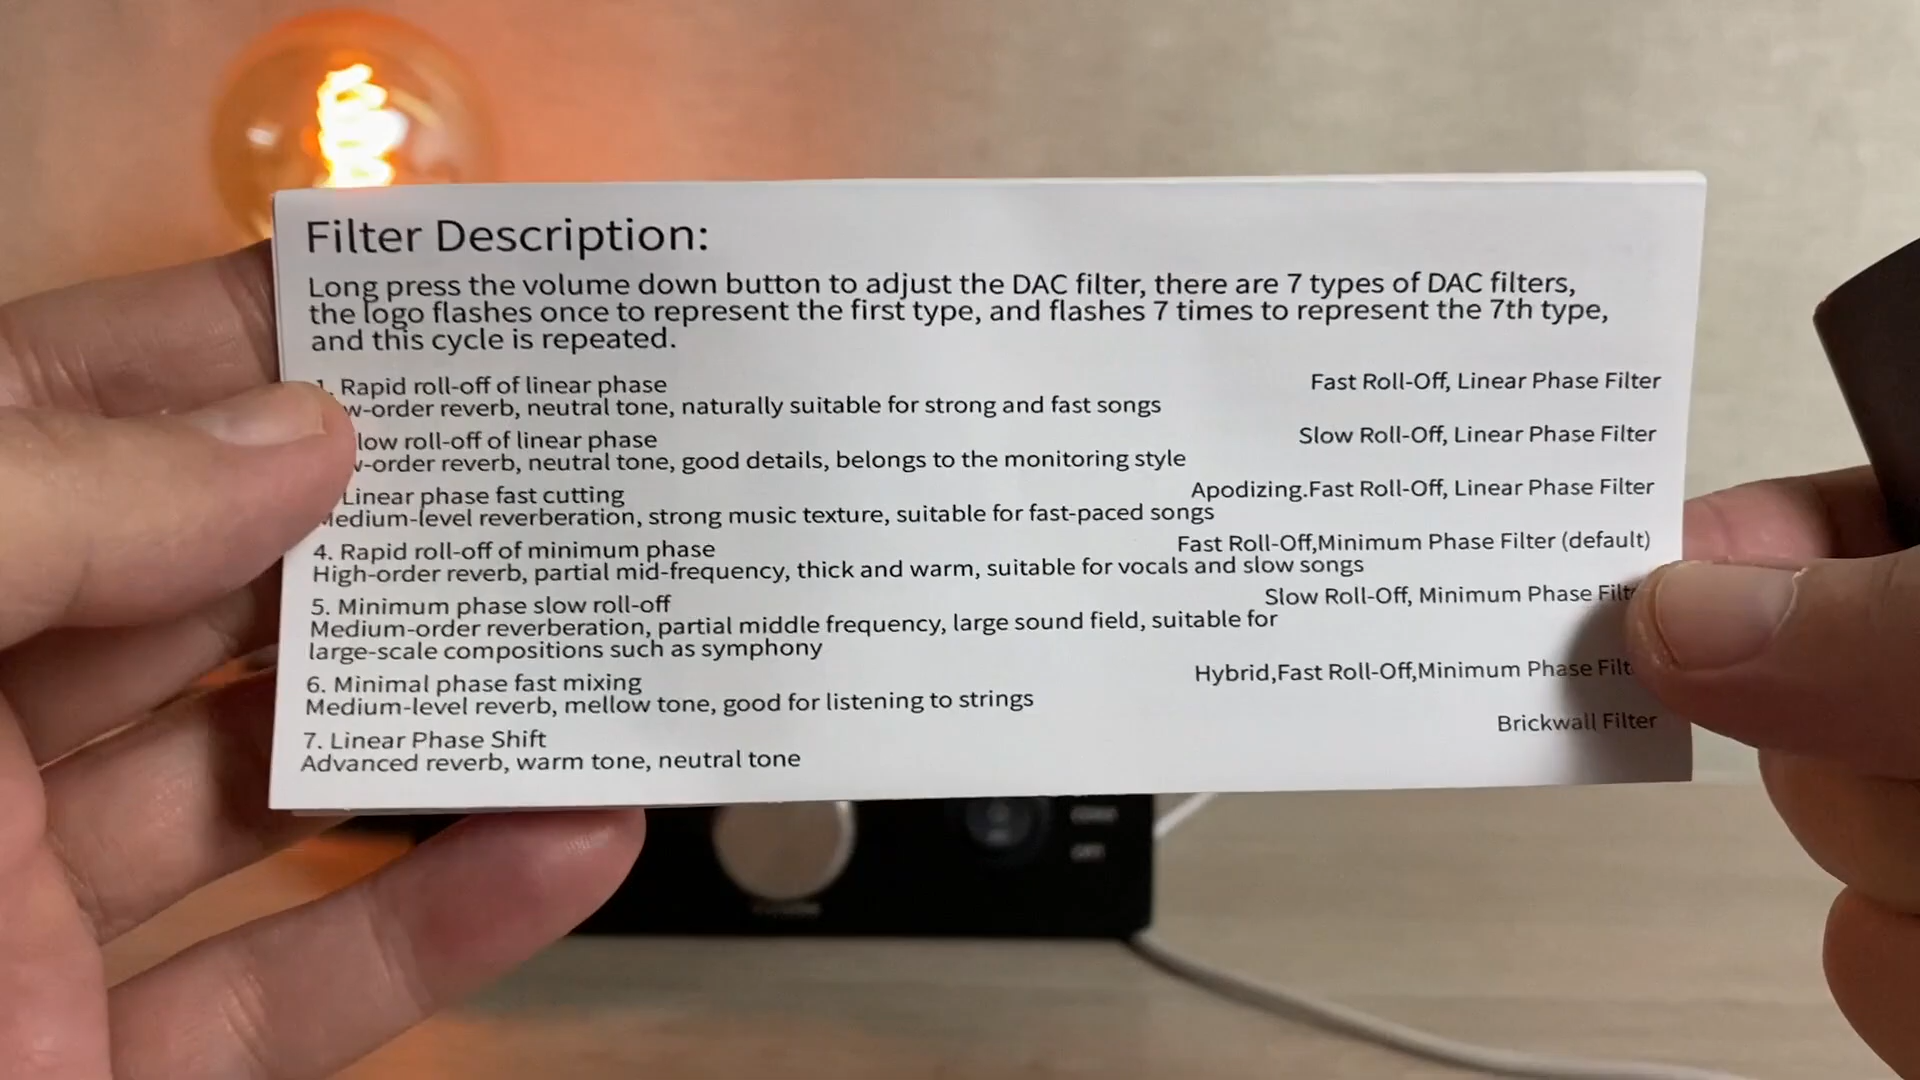 Filter Description:
Long press the volume down button to adjust the DAC filter, there are 7 types of DAC filters,
the logo flashes once to represent the first type, and flashes 7 times to represent the 7th type,
and this cycle is repeated.
1. Rapid roll-off of linear phase Fast Roll-Off, Linear Phase Filter
reverb, neutral tone, naturally suitable for strong and fast songs
roll-off of linear phase Slow Roll-Off, Linear Phase Filter
reverb, neutral tone, good details, belongs to the monitoring style
Linear phase fast cutting Apodizing.Fast Roll-Off, Linear Phase Filter
Medium-level reverberation, strong music texture, suitable for fast-paced songs
4. Rapid roll-off of minimum phase Fast Roll-Off,Minimum Phase Filter (default)
High-order reverb, partial mid-frequency, thick and warm, suitable for vocals and slow songs
5. Minimum phase slow roll-off Slow Roll-Off, Minimum Phase
Medium-order reverberation, partial middle frequency, large sound field, suitable for
large-scale compositions such as symphony
6. Minimal phase fast mixing Hybrid,Fast Roll-Off,Minimum Phase
Medium-level reverb, mellow tone, good for listening to strings
7. Linear Phase Shift Brickwall Filter
Advanced reverb, warm tone, neutral tone